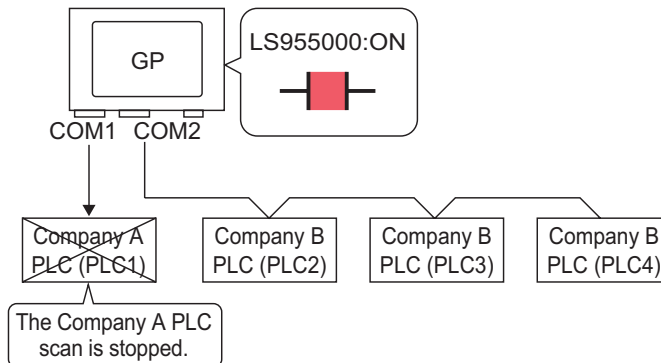 LS955000:ON
GP
COM1 COM2
Company A
PLC (PLC1)
Company B
PLC (PLC2)
Company B
PLC (PLC3)
Company B
PLC (PLC4)
The Company A PLC
scan is stopped.